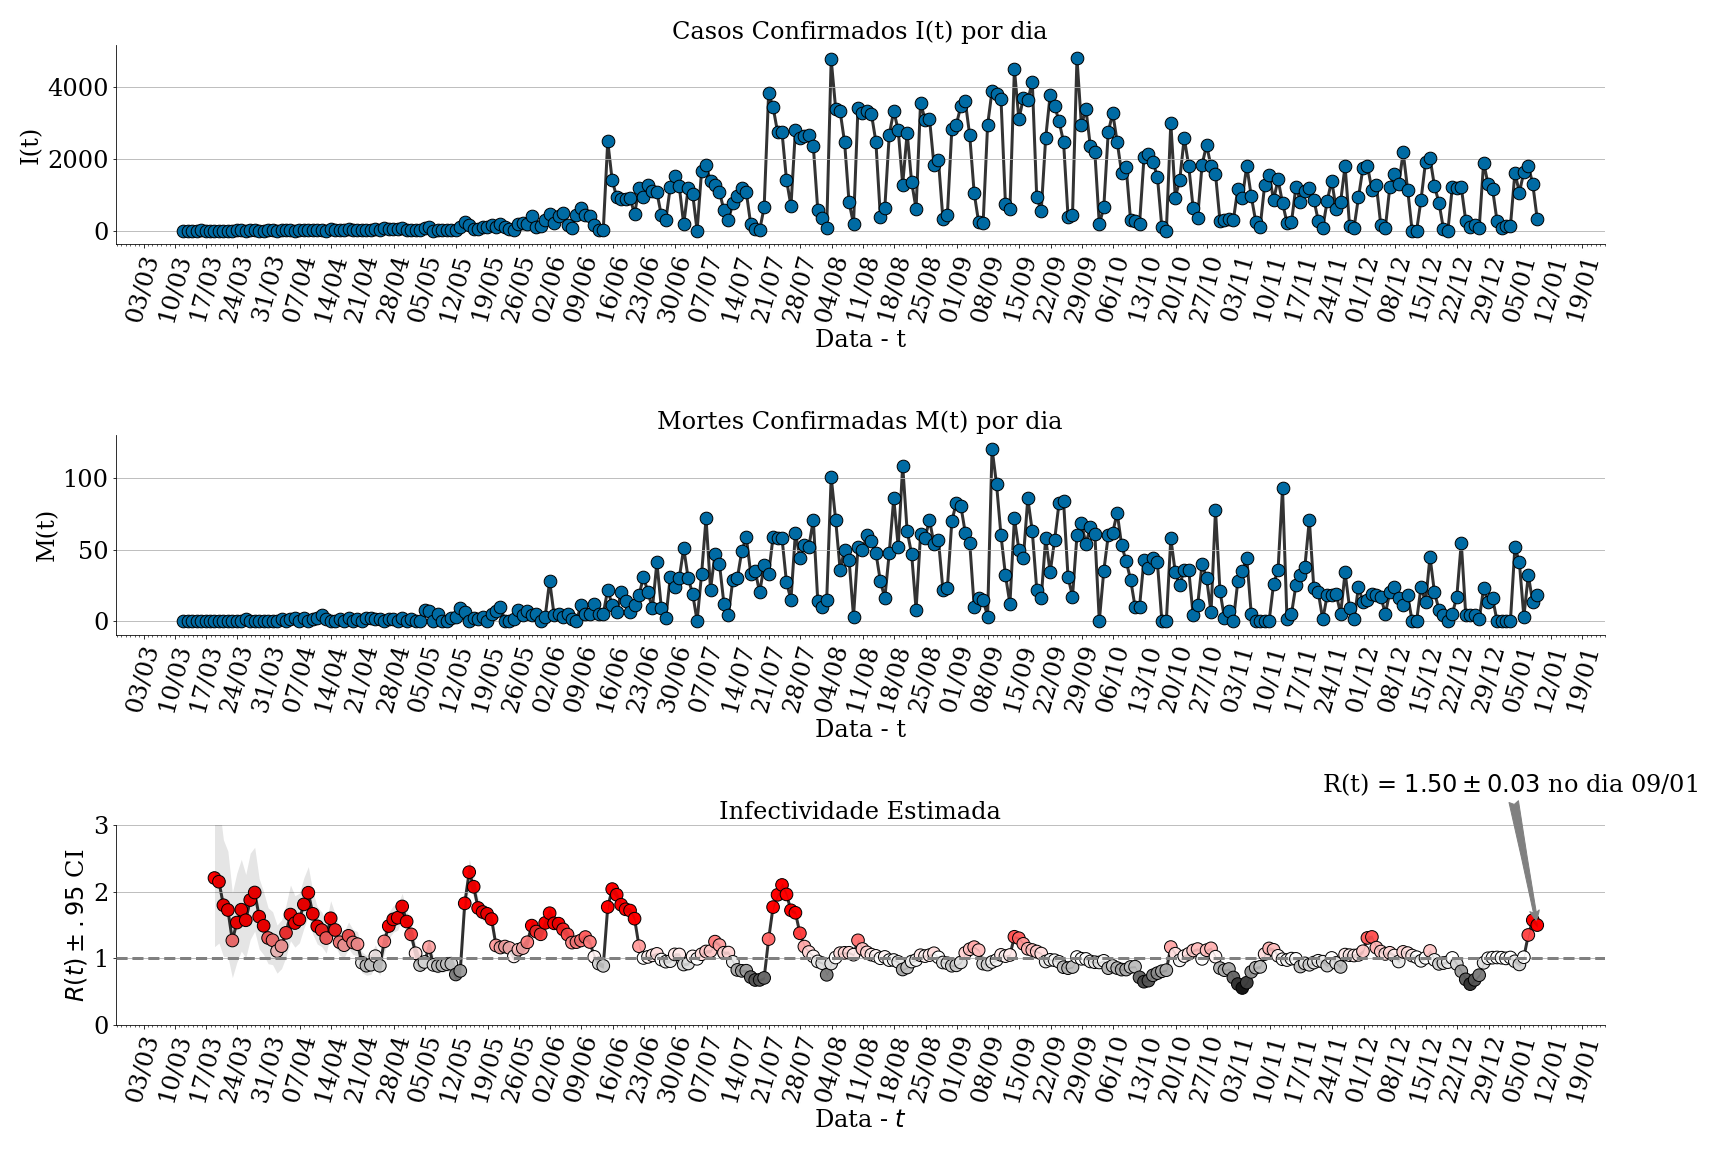 Casos Confirmados I(t) por dia
I(t)
4000
2000
0
03/03 10/03 17/03 24/03 31/03 07/04 14/04 21/04 28/04 05/05 12/05 19/05 26/05 02/06 09/06 16/06 23/06 30/06 07/07 14/07 21/07 28/07 04/08 11/08 18/08 25/08 01/09 08/09 15/09 22/09 29/09 06/10 13/10 20/10 27/10 03/11 10/11 17/11 24/11 01/12 08/12 15/12 22/12 29/12 05/01 12/01 19/01
Data - t
Mortes Confirmadas M(t) por dia
M(t)
100
50
0
03/03 10/03 17/03 24/03 31/03 07/04 14/04 21/04 28/04 05/05 12/05 19/05 26/05 02/06 09/06 16/06 23/06 30/06 07/07 14/07 21/07 28/07 04/08 11/08 18/08 25/08 01/09 08/09 15/09 22/09 29/09 06/10 13/10 20/10 27/10 03/11 10/11 17/11 24/11 01/12 08/12 15/12 22/12 29/12 05/01 12/01 19/01
Data - t
R(t) = 1.50 ± 0.03 no dia 09/01
Infectividade Estimada
R(t) ± .95 CI
3
2
1
0
03/03 10/03 17/03 24/03 31/03 07/04 14/04 21/04 28/04 05/05 12/05 19/05 26/05 02/06 09/06 16/06 23/06 30/06 07/07 14/07 21/07 28/07 04/08 11/08 18/08 25/08 01/09 08/09 15/09 22/09 29/09 06/10 13/10 20/10 27/10 03/11 10/11 17/11 24/11 01/12 08/12 15/12 22/12 29/12 05/01 12/01 19/01
Data - t